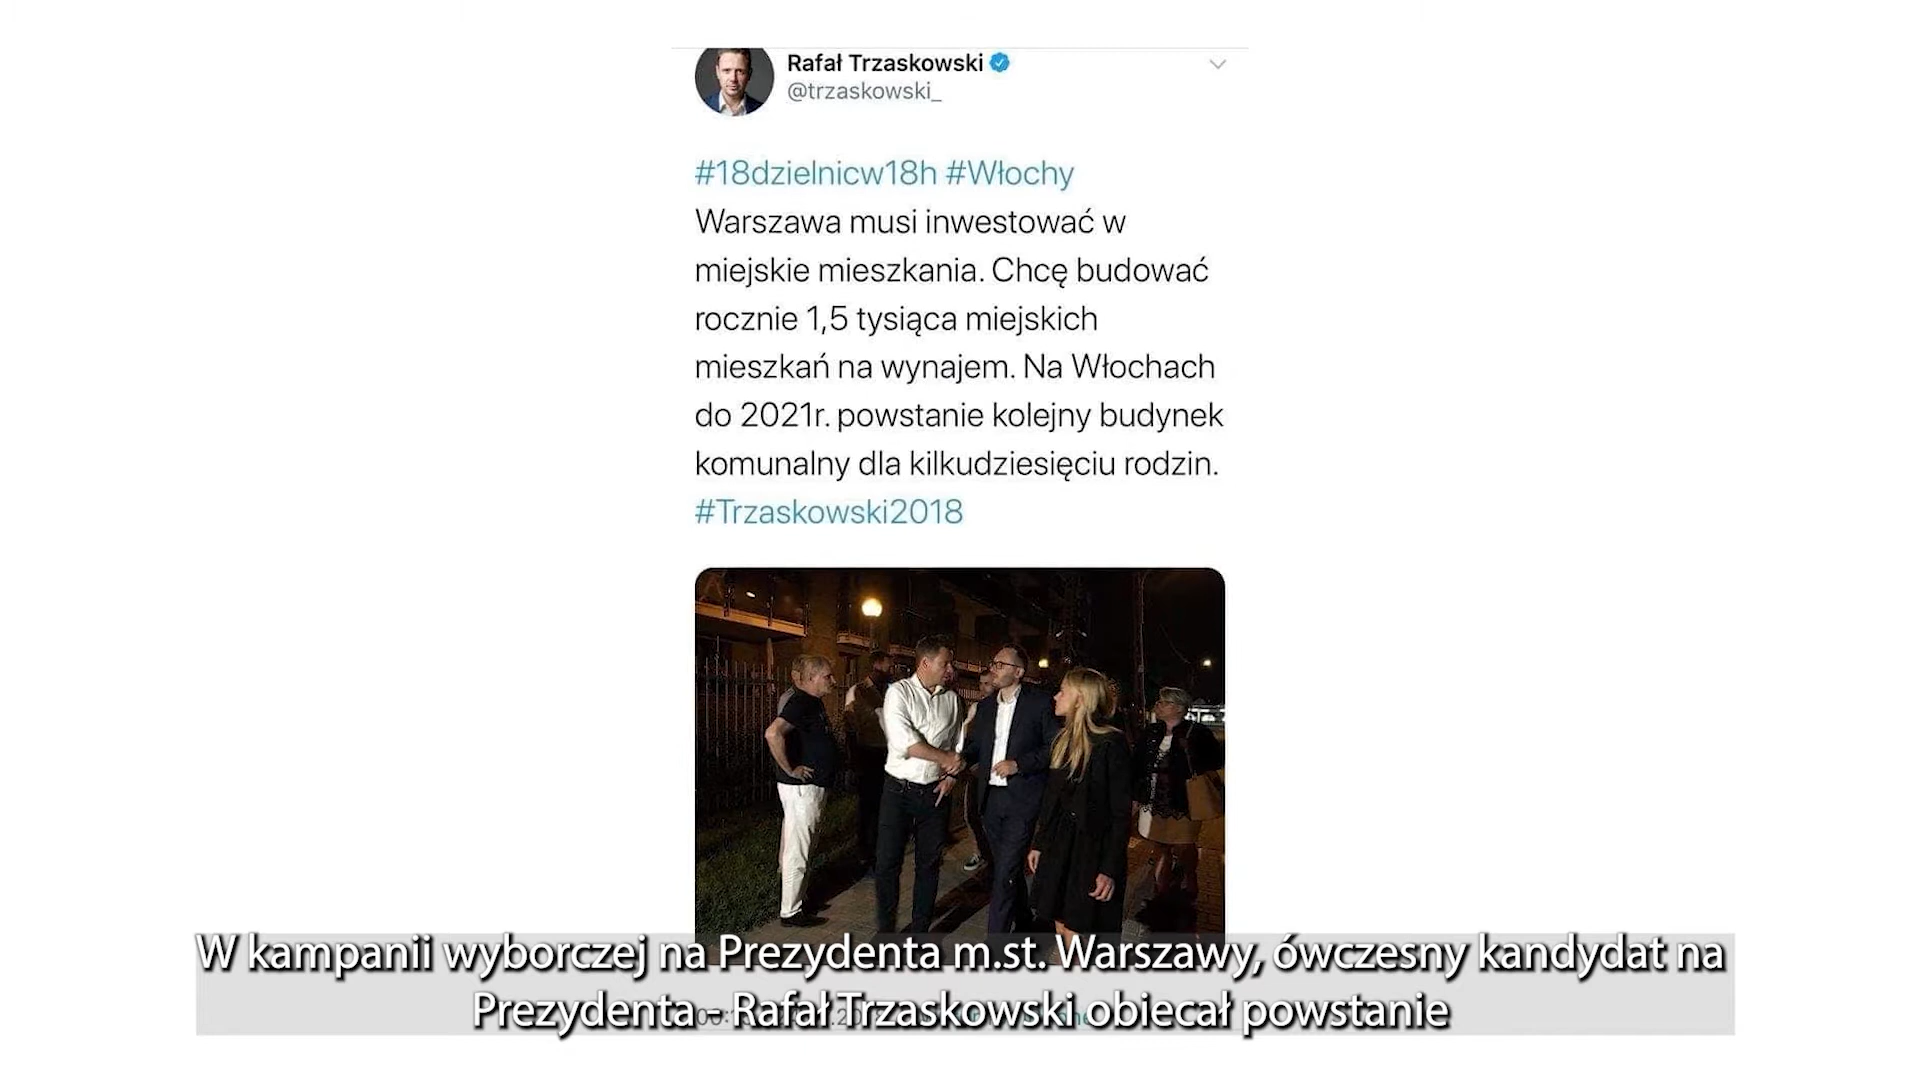 Rafał Trzaskowski
@trzaskowski_
#18dzielnicw18h #Włochy
Warszawa musi inwestować w
miejskie mieszkania. Chcę budować
rocznie 1,5 tysiąca miejskich
mieszkań na wynajem. Na Włochach
do 2021r. powstanie kolejny budynek
komunalny dla kilkudziesięciu rodzin.
#Trzaskowski2018
W kampanii wyborczej na Prezydenta m.st. Warszawy, ówczesny kandydat na
Prezydenta – Rafał Trzaskowski obiecał powstanie